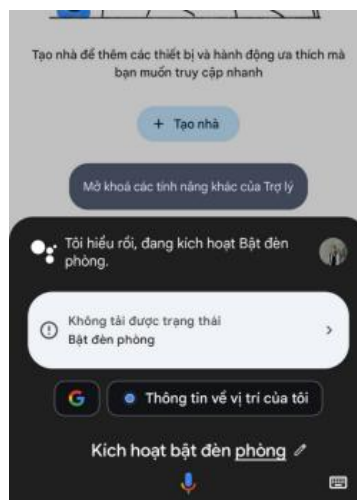 Tạo nhà để thêm các thiết bị và hành động ưa thích mà
bạn muốn truy cập nhanh
+ Tạo nhà
Mở khoá các tính năng khác của Trợ lý
Tôi hiểu rồi, đang kích hoạt Bật đèn
phòng.
Không tải được trạng thái
Bật đèn phòng
Thông tin về vị trí của tôi
Kích hoạt bật đèn phòng